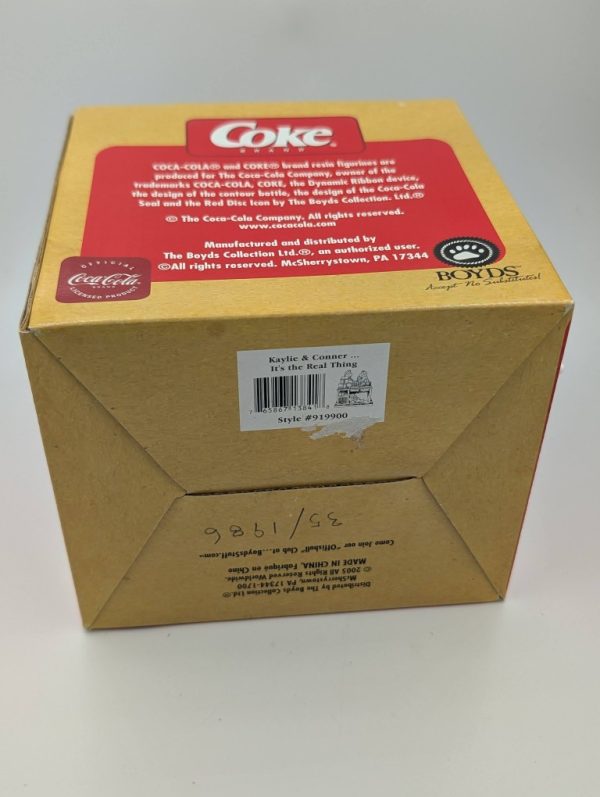 Coke®
BRAND
COCA-COLA® and COKE® brand resin figurines are
produced for The Coca-Cola Company, owner of the
trademarks COCA-COLA, COKE, the Dynamic Ribbon device,
the design of the contour bottle, the design of the Coca-Cola
Seal and the Red Disc Icon by The Boyds Collection. Ltd.®
© The Coca-Cola Company. All rights reserved.
www.cocacola.com
Manufactured and distributed by
The Boyds Collection Ltd.®, an authorized user.
©All rights reserved. McSherrystown, PA 17344
OFFICIAL
Coca-Cola
LICENSED PRODUCT
BOYDS
Accept No Substitutes!
Kaylie & Conner ...
It's the Real Thing
Style #919900
Distributed by The Boyds Collection Ltd.®
McSherrystown, PA 17344-1700
© 2005 All Rights Reserved Worldwide.
MADE IN CHINA, Fabriqué en Chine
Come Join our "Offishell" Club at ...BoydsStuff.com~
35/1986